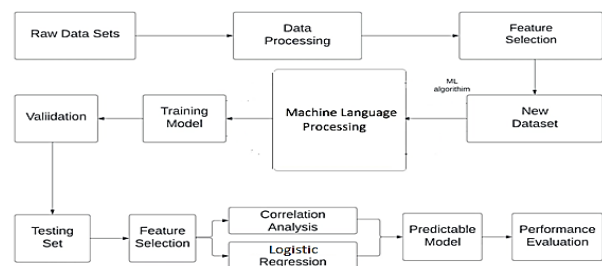 Raw Data Sets
Data
Processing
Feature
Selection
ML
algorithim
New
Dataset
Machine Language
Processing
Training
Model
Valiidation
Testing
Set
Feature
Selection
Correlation
Analysis
Logistic
Regression
Predictable
Model
Performance
Evaluation